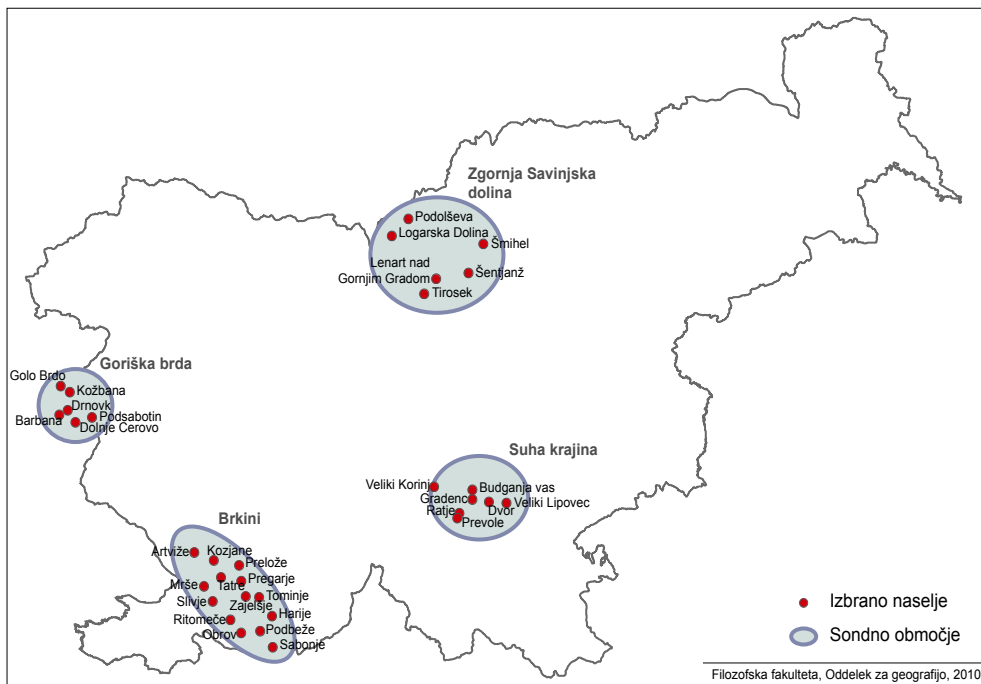 Zgornja Savinjska
dolina
Podolševa
Logarska Dolina
Šmihel
Lenart nad
Gornjim Gradom
Šentjanž
Tirosek
Goriška brda
Golo Brdo
Kožbana
Drnovk
Barbana
Podsabotin
Dolnje Cerovo
Suha krajina
Veliki Korinj
Budganja vas
Gradenc
Veliki Lipovec
Dvor
Ratje
Prevole
Brkini
Artviže
Kozjane
Prelože
Mrše
Tatre
Pregarje
Slivje
Zajelšje
Tominje
Ritomeče
Harije
Obrov
Podbeže
Sabonje
Izbrano naselje
Sondno območje
Filozofska fakulteta, Oddelek za geografijo, 2010